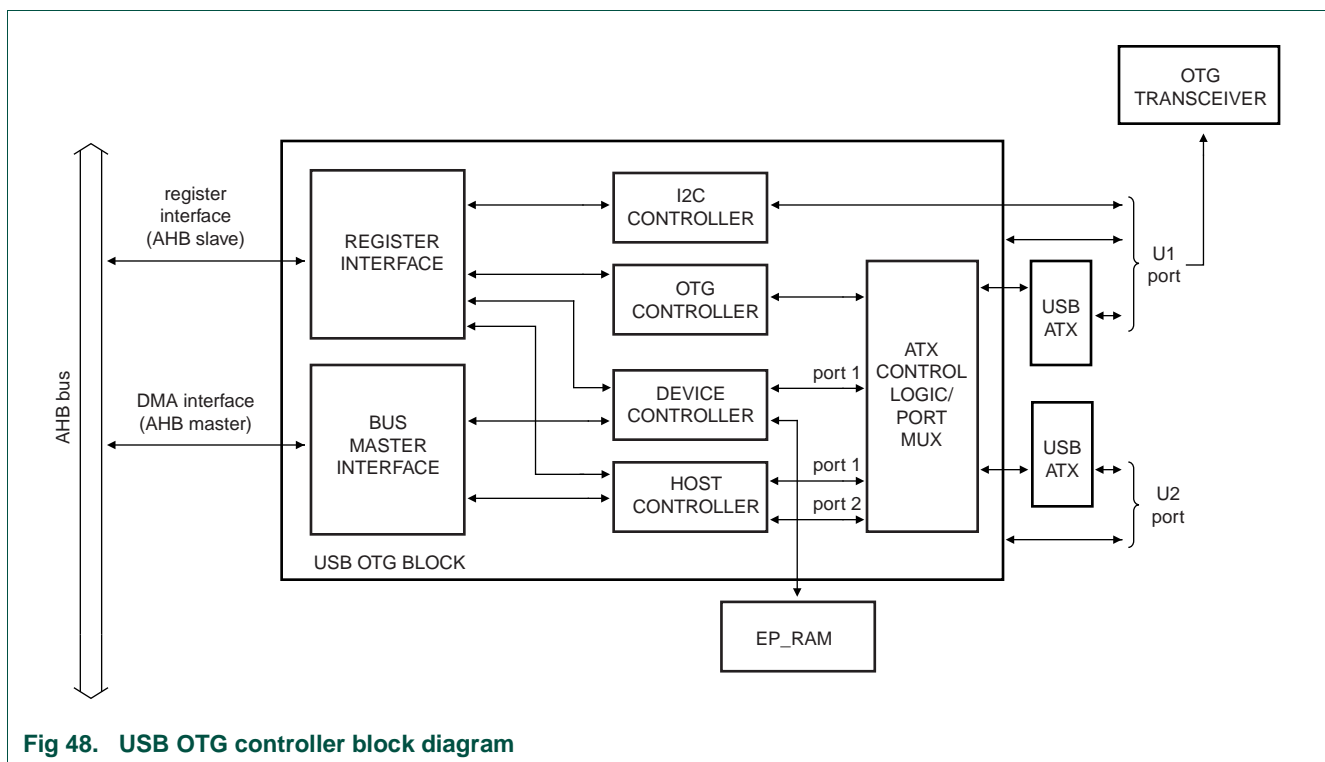 OTG
TRANSCEIVER
AHB bus
register
interface
(AHB slave)
DMA interface
(AHB master)
REGISTER
INTERFACE
BUS
MASTER
INTERFACE
I2C
CONTROLLER
OTG
CONTROLLER
DEVICE
CONTROLLER
HOST
CONTROLLER
port 1
port 1
port 2
ATX
CONTROL
LOGIC/
PORT
MUX
USB
ATX
USB
ATX
U1
port
U2
port
USB OTG BLOCK
EP_RAM
Fig 48. USB OTG controller block diagram